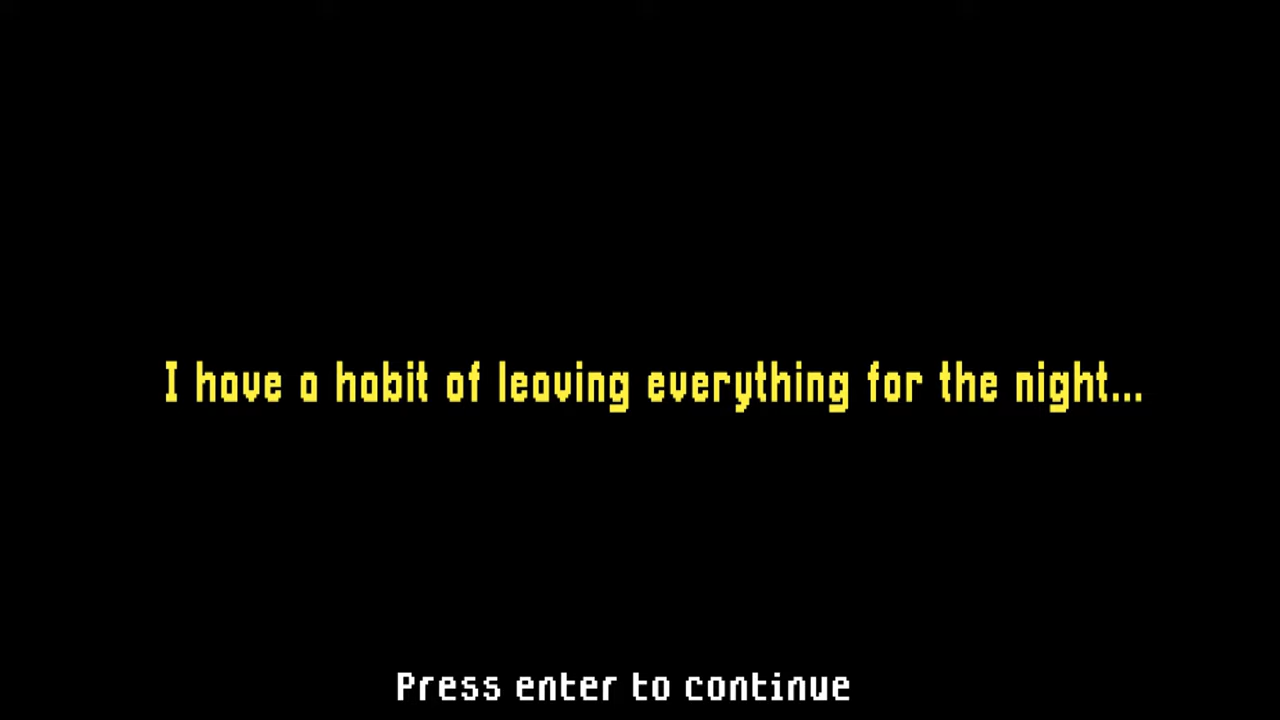 I have a habit of leaving everything for the night...
Press enter to continue